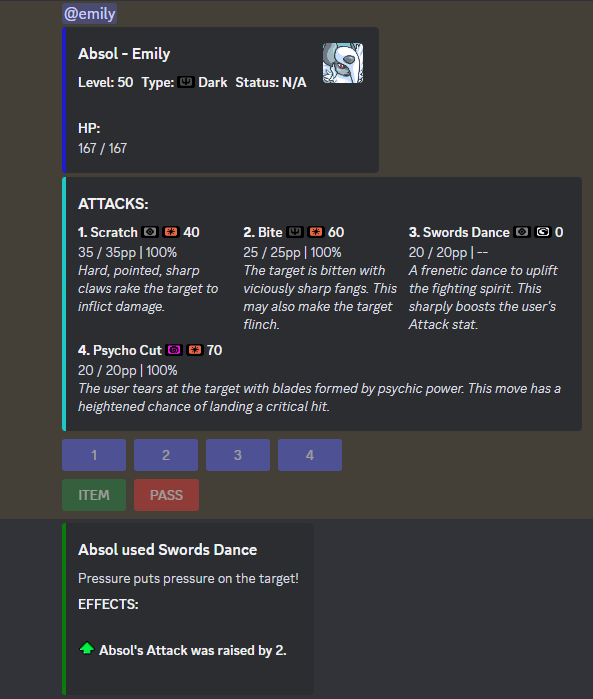 @emily
Absol - Emily
Level: 50 Type: Dark Status: N/A
HP:
167 / 167
ATTACKS:
1. Scratch 40
35 / 35pp | 100%
Hard, pointed, sharp
claws rake the target to
inflict damage.
2. Bite 60
25 / 25pp | 100%
The target is bitten with
viciously sharp fangs. This
may also make the target
flinch.
3. Swords Dance 0
20 / 20pp | --
A frenetic dance to uplift
the fighting spirit. This
sharply boosts the user's
Attack stat.
4. Psycho Cut 70
20 / 20pp | 100%
The user tears at the target with blades formed by psychic power. This move has a
heightened chance of landing a critical hit.
1 2 3 4
ITEM PASS
Absol used Swords Dance
Pressure puts pressure on the target!
EFFECTS:
Absol's Attack was raised by 2.